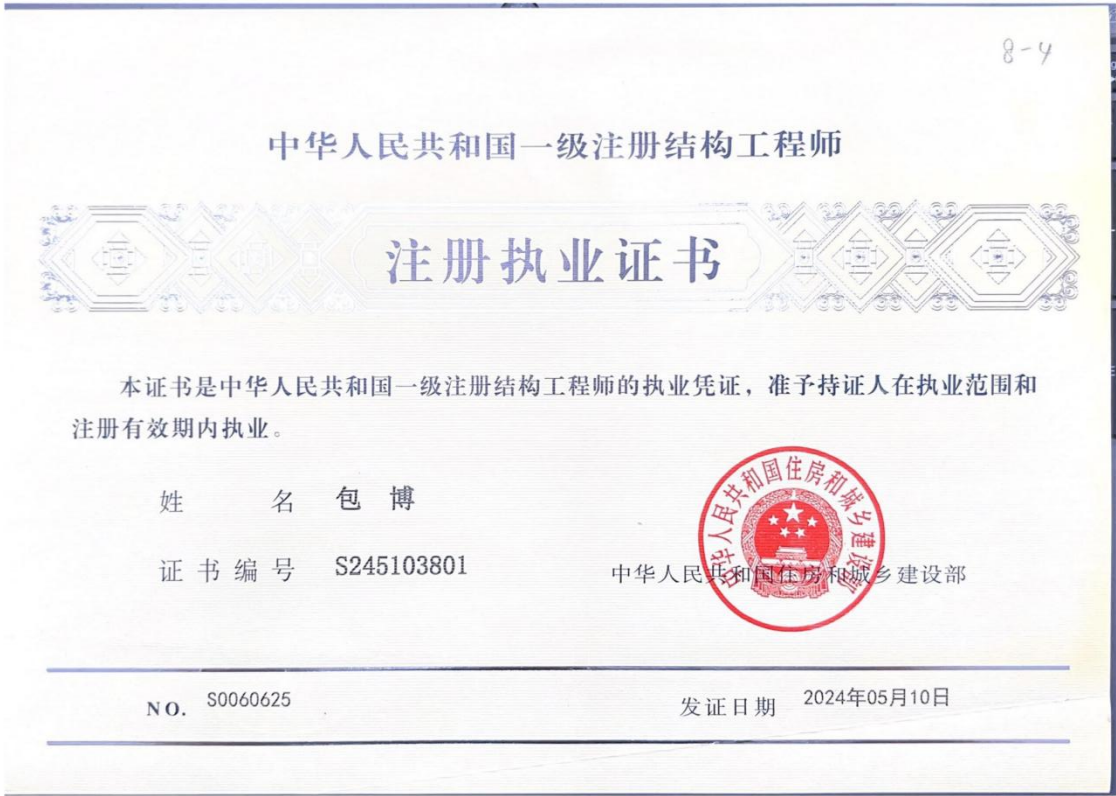 8-4
中华人民共和国一级注册结构工程师
注册执业证书
本证书是中华人民共和国一级注册结构工程师的执业凭证，准予持证人在执业范围和
注册有效期内执业。
姓 名 包 博
证书编号 S245103801
中华人民共和国住房和城乡建设部
中华人民共和国住房和城乡建设部
NO. S0060625
发证日期 2024年05月10日